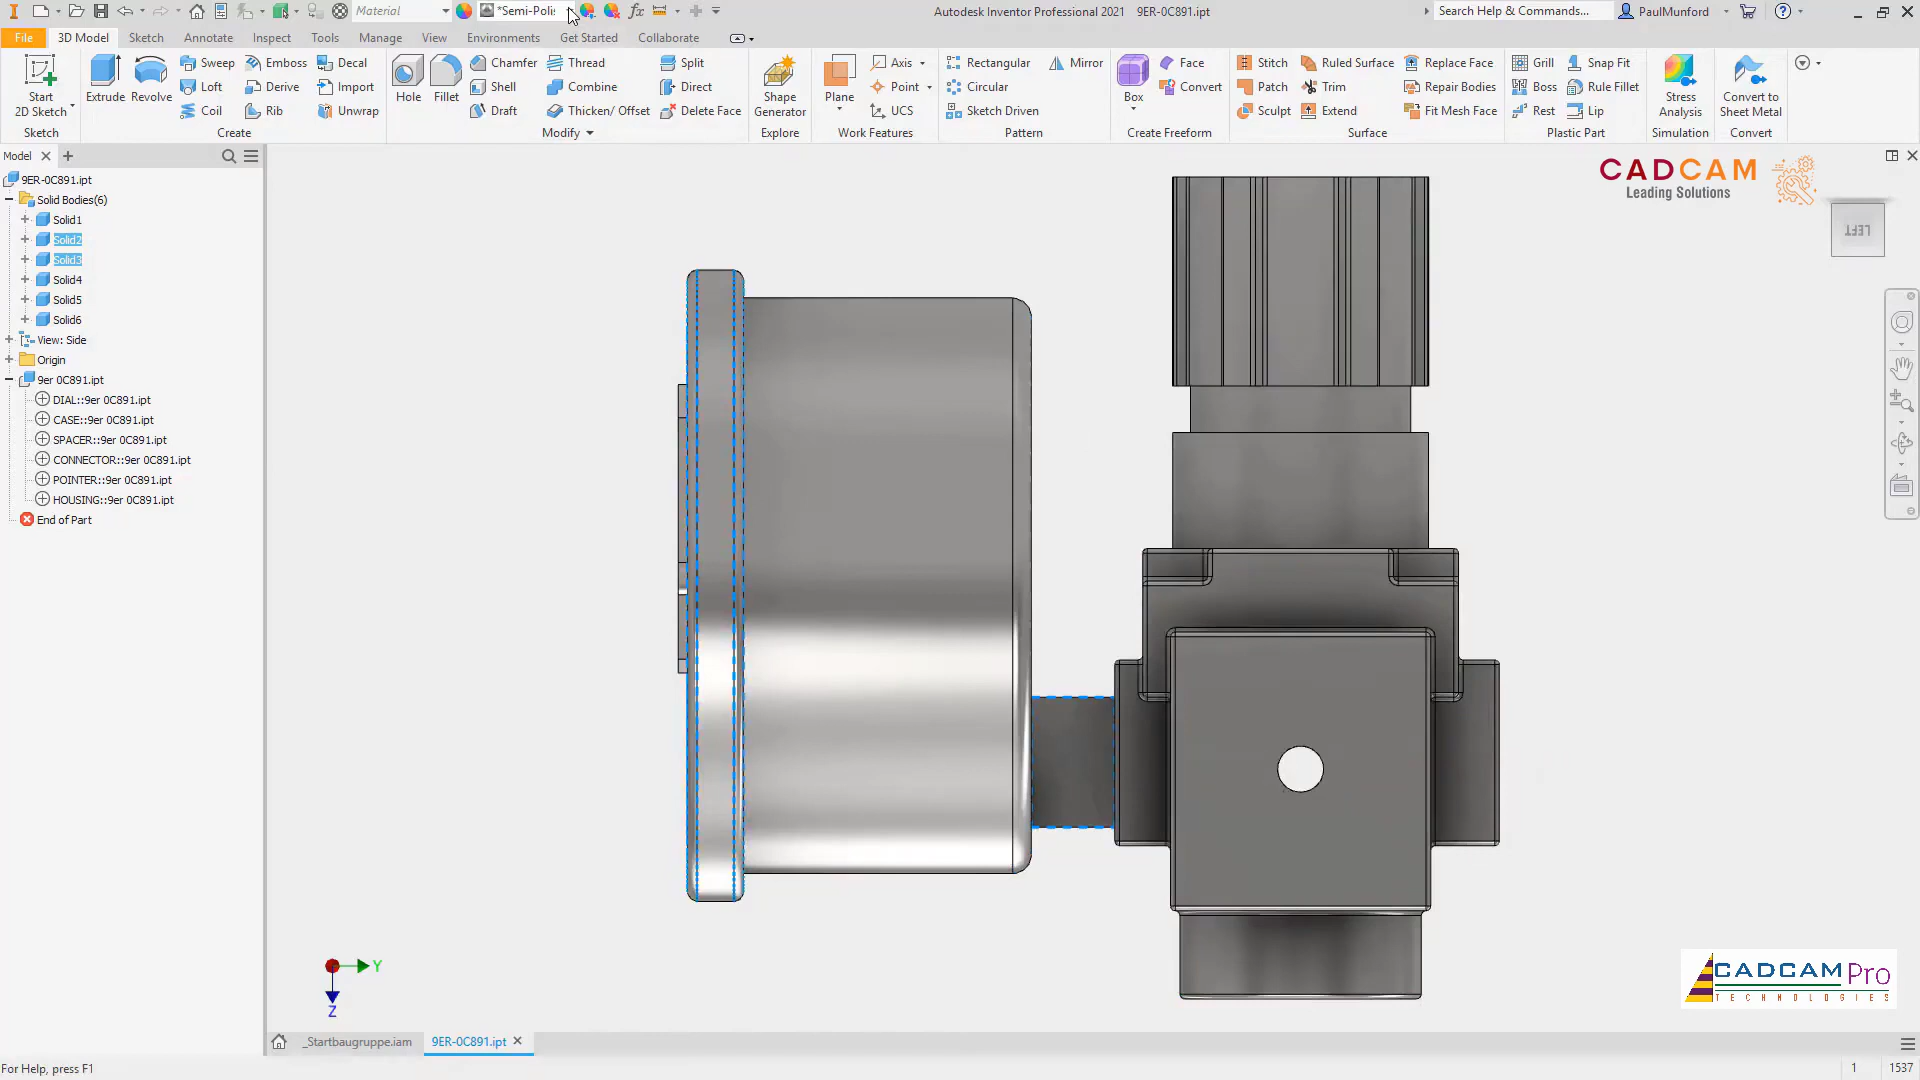 Material
*Semi-Polis
Autodesk Inventor Professional 2021 9ER-0C891.ipt
Search Help & Commands...
PaulMunford
File 3D Model Sketch Annotate Inspect Tools Manage View Environments Get Started Collaborate
Start 2D Sketch
Sketch
Extrude Revolve
Sweep Emboss Decal
Loft Derive Import
Coil Rib Unwrap
Create
Hole Fillet
Chamfer Thread Split
Shell Combine Direct
Draft Thicken/ Offset Delete Face
Modify
Shape Generator
Explore
Plane
Axis
Point
UCS
Work Features
Rectangular Mirror
Circular
Sketch Driven
Pattern
Box
Face
Convert
Create Freeform
Stitch Ruled Surface Replace Face
Patch Trim Repair Bodies
Sculpt Extend Fit Mesh Face
Surface
Grill Snap Fit
Boss Rule Fillet
Rest Lip
Plastic Part
Stress Analysis
Simulation
Convert to Sheet Metal
Convert
Model
9ER-0C891.ipt
Solid Bodies(6)
Solid1
Solid2
Solid3
Solid4
Solid5
Solid6
View: Side
Origin
9er 0C891.ipt
DIAL::9er 0C891.ipt
CASE::9er 0C891.ipt
SPACER::9er 0C891.ipt
CONNECTOR::9er 0C891.ipt
POINTER::9er 0C891.ipt
HOUSING::9er 0C891.ipt
End of Part
CADCAM
Leading Solutions
LEFT
Y
Z
CADCAM Pro
TECHNOLOGIES
_Startbaugruppe.iam 9ER-0C891.ipt
For Help, press F1
1 1537